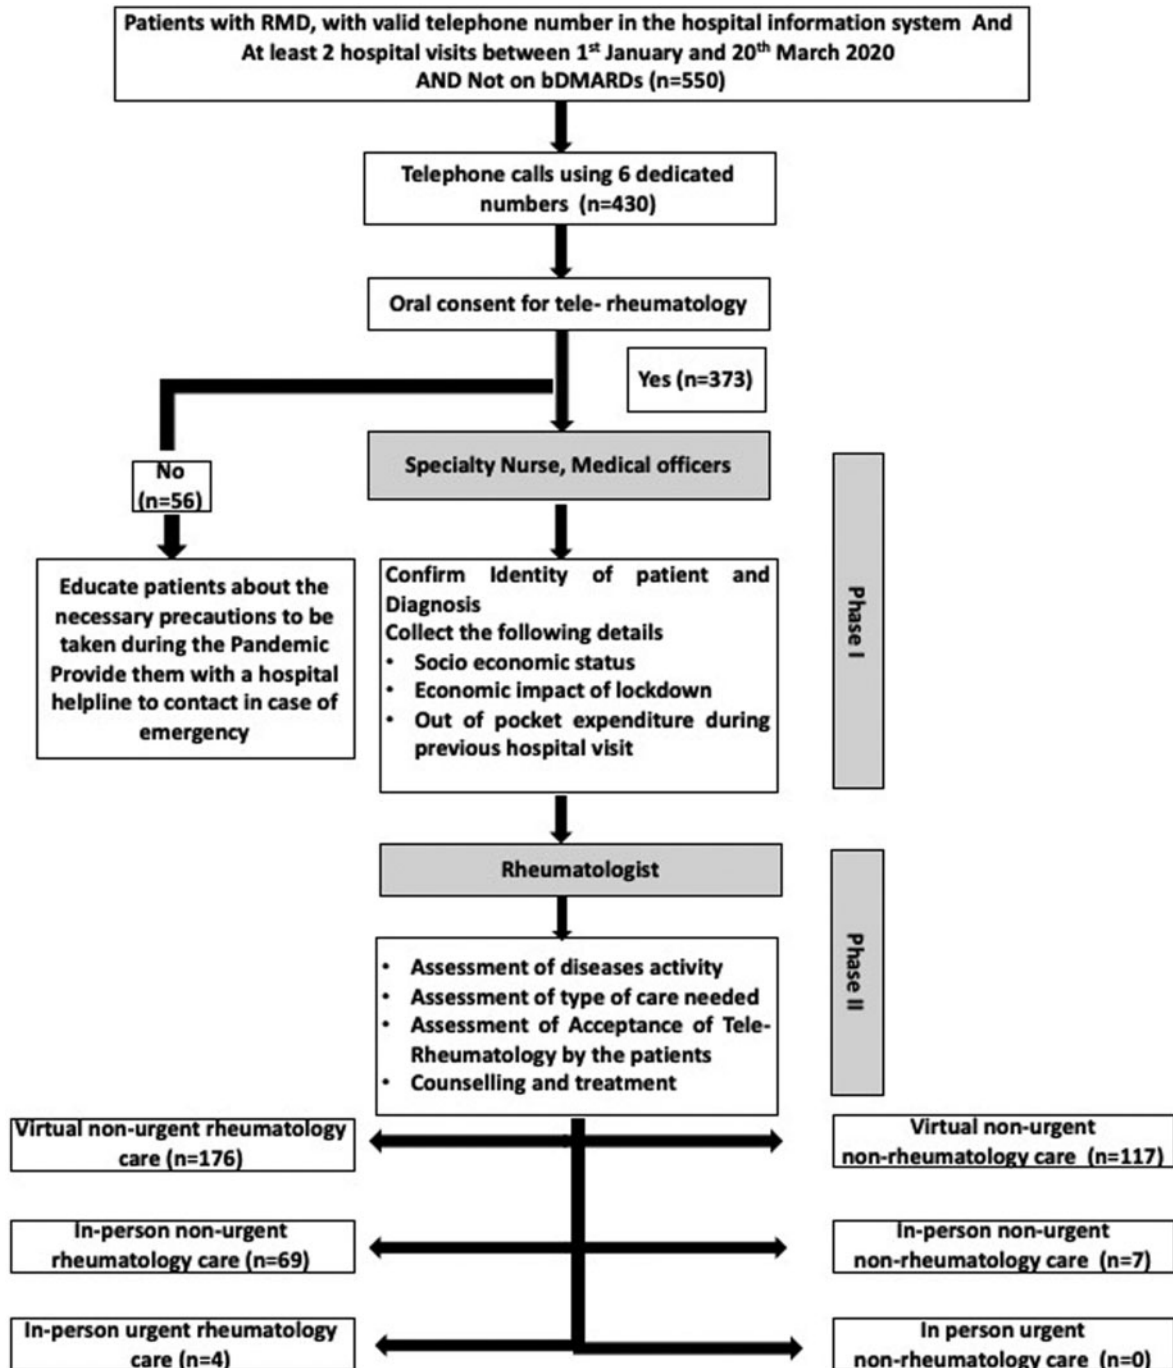 Patients with RMD, with valid telephone number in the hospital information system And
At least 2 hospital visits between 1st January and 20th March 2020
AND Not on bDMARDs (n=550)
Telephone calls using 6 dedicated
numbers (n=430)
Oral consent for tele- rheumatology
Yes (n=373)
No
(n=56)
Specialty Nurse, Medical officers
Educate patients about the
necessary precautions to be
taken during the Pandemic
Provide them with a hospital
helpline to contact in case of
emergency
Confirm Identity of patient and
Diagnosis
Collect the following details
• Socio economic status
• Economic impact of lockdown
• Out of pocket expenditure during
previous hospital visit
Phase I
Rheumatologist
• Assessment of diseases activity
• Assessment of type of care needed
• Assessment of Acceptance of Tele-
Rheumatology by the patients
• Counselling and treatment
Phase II
Virtual non-urgent rheumatology
care (n=176)
Virtual non-urgent
non-rheumatology care (n=117)
In-person non-urgent
rheumatology care (n=69)
In-person non-urgent
non-rheumatology care (n=7)
In-person urgent rheumatology
care (n=4)
In person urgent
non-rheumatology care (n=0)